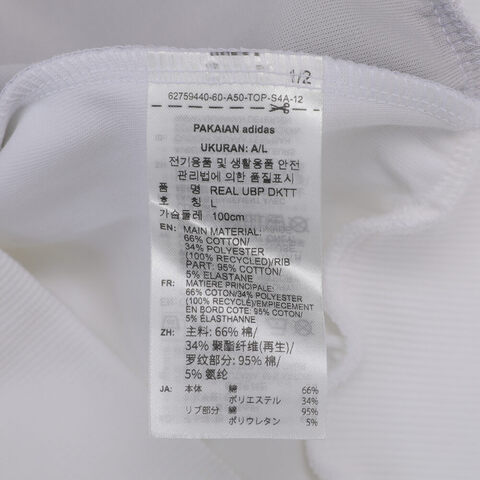 1/2
62759440-60-A50-TOP-S4A-12
PAKAIAN adidas
UKURAN: A/L
전기용품 및 생활용품 안전
관리법에 의한 품질표시
품 명 REAL UBP DKTT
호 칭 L
가슴둘레 100cm
EN: MAIN MATERIAL:
66% COTTON/
34% POLYESTER
(100% RECYCLED)/RIB
PART: 95% COTTON/
5% ELASTANE
FR: MATIERE PRINCIPALE:
66% COTON/34% POLYESTER
(100% RECYCLÉ)/EMPIECEMENT
EN BORD COTE: 95% COTON/
5% ÉLASTHANNE
ZH: 主料: 66% 棉/
34% 聚酯纤维(再生)/
罗纹部分: 95% 棉/
5% 氨纶
JA: 本体 綿 66%
ポリエステル 34%
リブ部分 綿 95%
ポリウレタン 5%